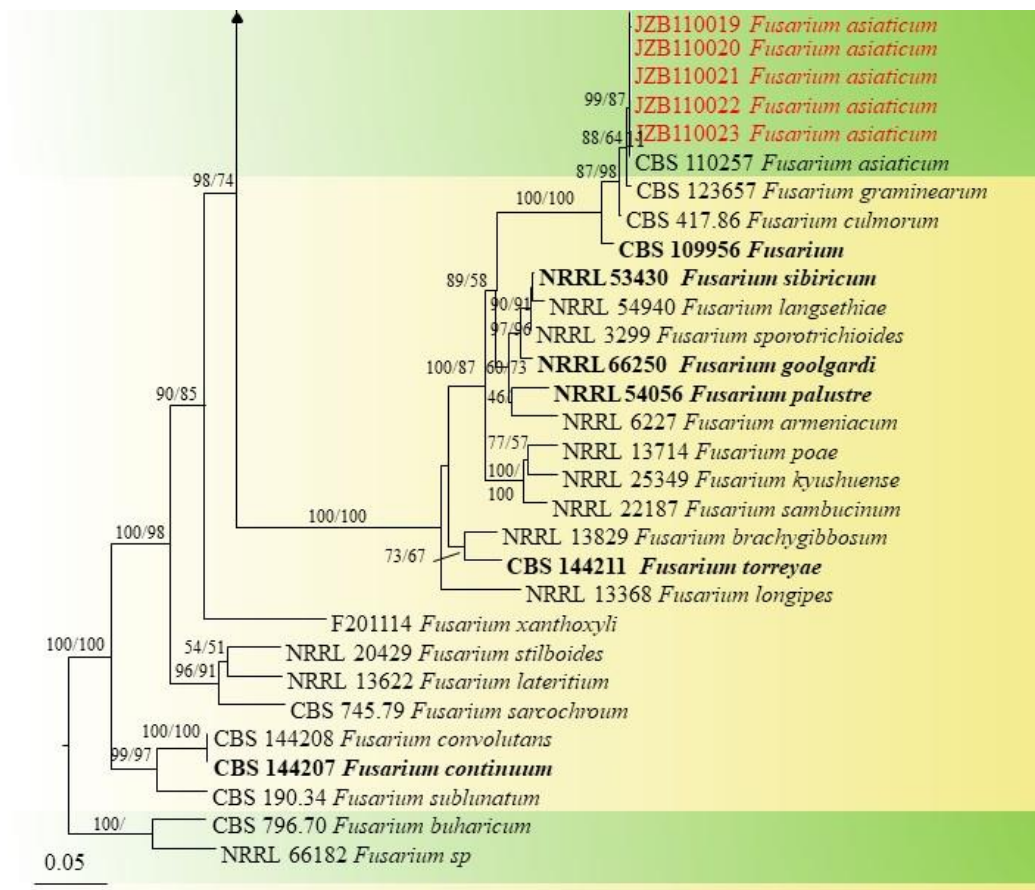 JZB110019 Fusarium asiaticum
JZB110020 Fusarium asiaticum
JZB110021 Fusarium asiaticum
99/87
JZB110022 Fusarium asiaticum
88/64
JZB110023 Fusarium asiaticum
CBS 110257 Fusarium asiaticum
87/98
98/74
CBS 123657 Fusarium graminearum
100/100
CBS 417.86 Fusarium culmorum
CBS 109956 Fusarium
89/58
NRRL 53430 Fusarium sibiricum
90/91
NRRL 54940 Fusarium langsethiae
97/96
NRRL 3299 Fusarium sporotrichioides
100/87
60/73
NRRL 66250 Fusarium goolgardi
90/85
46/
NRRL 54056 Fusarium palustre
NRRL 6227 Fusarium armeniacum
77/57
NRRL 13714 Fusarium poae
100/
100
NRRL 25349 Fusarium kyushuense
NRRL 22187 Fusarium sambucinum
100/100
100/98
NRRL 13829 Fusarium brachygibbosum
73/67
CBS 144211 Fusarium torreyae
NRRL 13368 Fusarium longipes
F201114 Fusarium xanthoxyli
100/100
54/51
NRRL 20429 Fusarium stilboides
96/91
NRRL 13622 Fusarium lateritium
CBS 745.79 Fusarium sarcochroum
100/100
CBS 144208 Fusarium convolutans
99/97
CBS 144207 Fusarium continuum
CBS 190.34 Fusarium sublunatum
100/
CBS 796.70 Fusarium buharicum
NRRL 66182 Fusarium sp
0.05